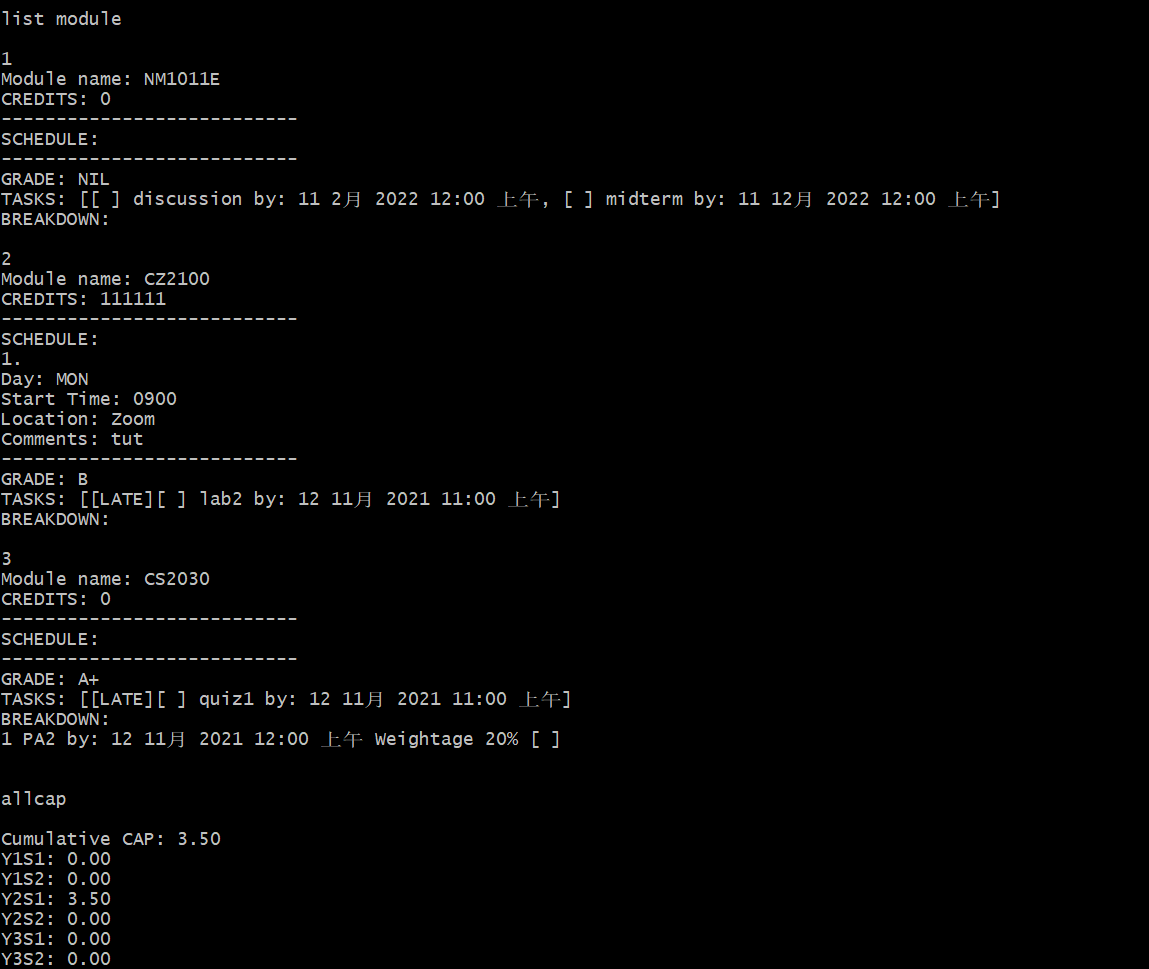 list module
1
Module name: NM1011E
CREDITS: 0
---------------------------
SCHEDULE:
---------------------------
GRADE: NIL
TASKS: [[ ] discussion by: 11 2月 2022 12:00 上午, [ ] midterm by: 11 12月 2022 12:00 上午]
BREAKDOWN:
2
Module name: CZ2100
CREDITS: 111111
---------------------------
SCHEDULE:
1.
Day: MON
Start Time: 0900
Location: Zoom
Comments: tut
---------------------------
GRADE: B
TASKS: [[LATE][ ] lab2 by: 12 11月 2021 11:00 上午]
BREAKDOWN:
3
Module name: CS2030
CREDITS: 0
---------------------------
SCHEDULE:
---------------------------
GRADE: A+
TASKS: [[LATE][ ] quiz1 by: 12 11月 2021 11:00 上午]
BREAKDOWN:
1 PA2 by: 12 11月 2021 12:00 上午 Weightage 20% [ ]
allcap
Cumulative CAP: 3.50
Y1S1: 0.00
Y1S2: 0.00
Y2S1: 3.50
Y2S2: 0.00
Y3S1: 0.00
Y3S2: 0.00